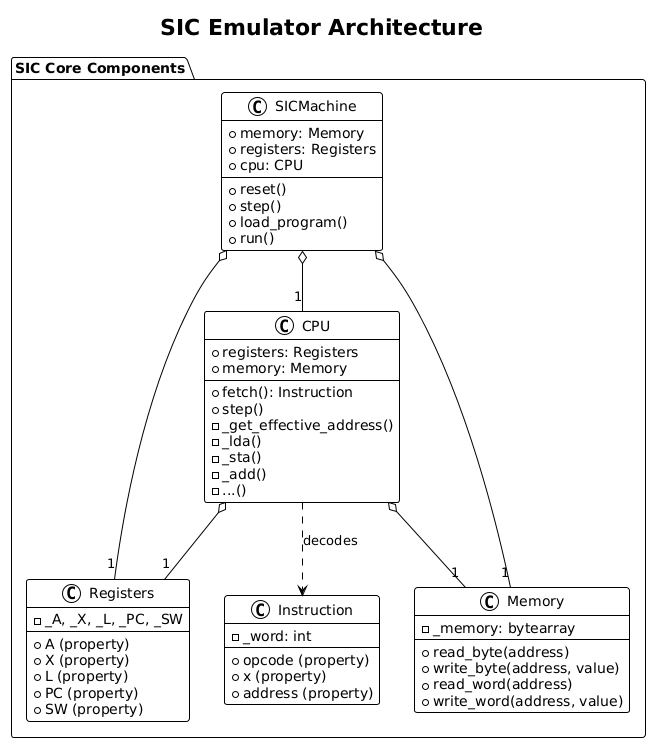 SIC Emulator Architecture
SIC Core Components
C SICMachine
memory: Memory
registers: Registers
cpu: CPU
reset()
step()
load_program()
run()
1
C CPU
registers: Registers
memory: Memory
fetch(): Instruction
step()
_get_effective_address()
_lda()
_sta()
_add()
...()
decodes
1
1
1
1
C Registers
_A, _X, _L, _PC, _SW
A (property)
X (property)
L (property)
PC (property)
SW (property)
C Instruction
_word: int
opcode (property)
x (property)
address (property)
C Memory
_memory: bytearray
read_byte(address)
write_byte(address, value)
read_word(address)
write_word(address, value)